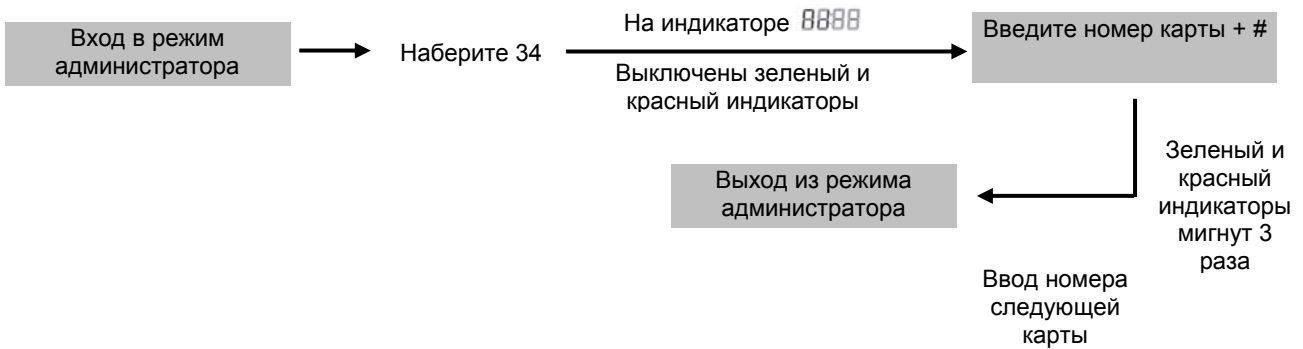 Вход в режим
администратора
Наберите 34
На индикаторе
Выключены зеленый и
красный индикаторы
Введите номер карты + #
Зеленый и
красный
индикаторы
мигнут 3
раза
Выход из режима
администратора
Ввод номера
следующей
карты